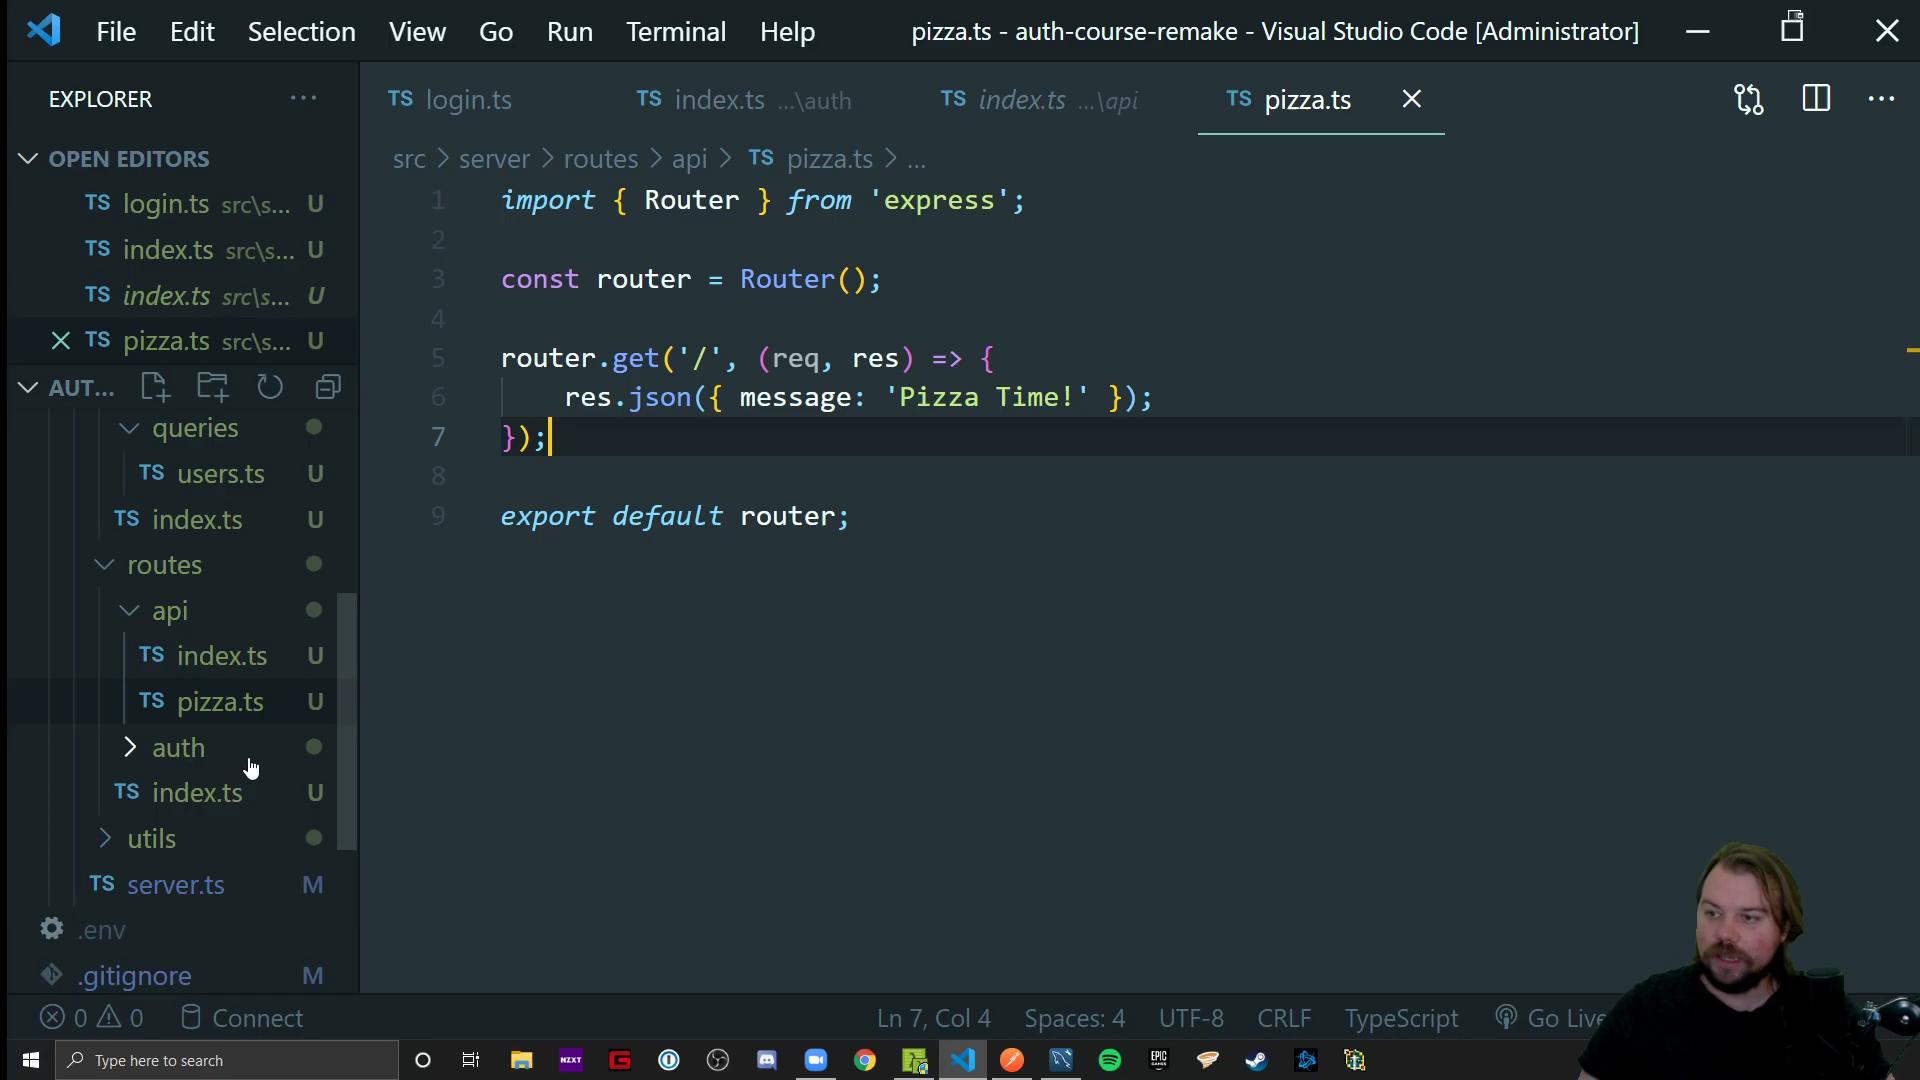 File Edit Selection View Go Run Terminal Help pizza.ts - auth-course-remake - Visual Studio Code [Administrator]
EXPLORER ...
TS login.ts TS index.ts ...\auth TS index.ts ...\api TS pizza.ts
OPEN EDITORS
src > server > routes > api > TS pizza.ts > ...
TS login.ts src\s... U
TS index.ts src\s... U
TS index.ts src\s... U
TS pizza.ts src\s... U
AUT...
queries
TS users.ts U
TS index.ts U
routes
api
TS index.ts U
TS pizza.ts U
auth
TS index.ts U
utils
TS server.ts M
.env
.gitignore M
1 import { Router } from 'express';
2
3 const router = Router();
4
5 router.get('/', (req, res) => {
6 res.json({ message: 'Pizza Time!' });
7 });
8
9 export default router;
0 0 Connect Ln 7, Col 4 Spaces: 4 UTF-8 CRLF TypeScript Go Live
Type here to search NZXT EPIC GAMES